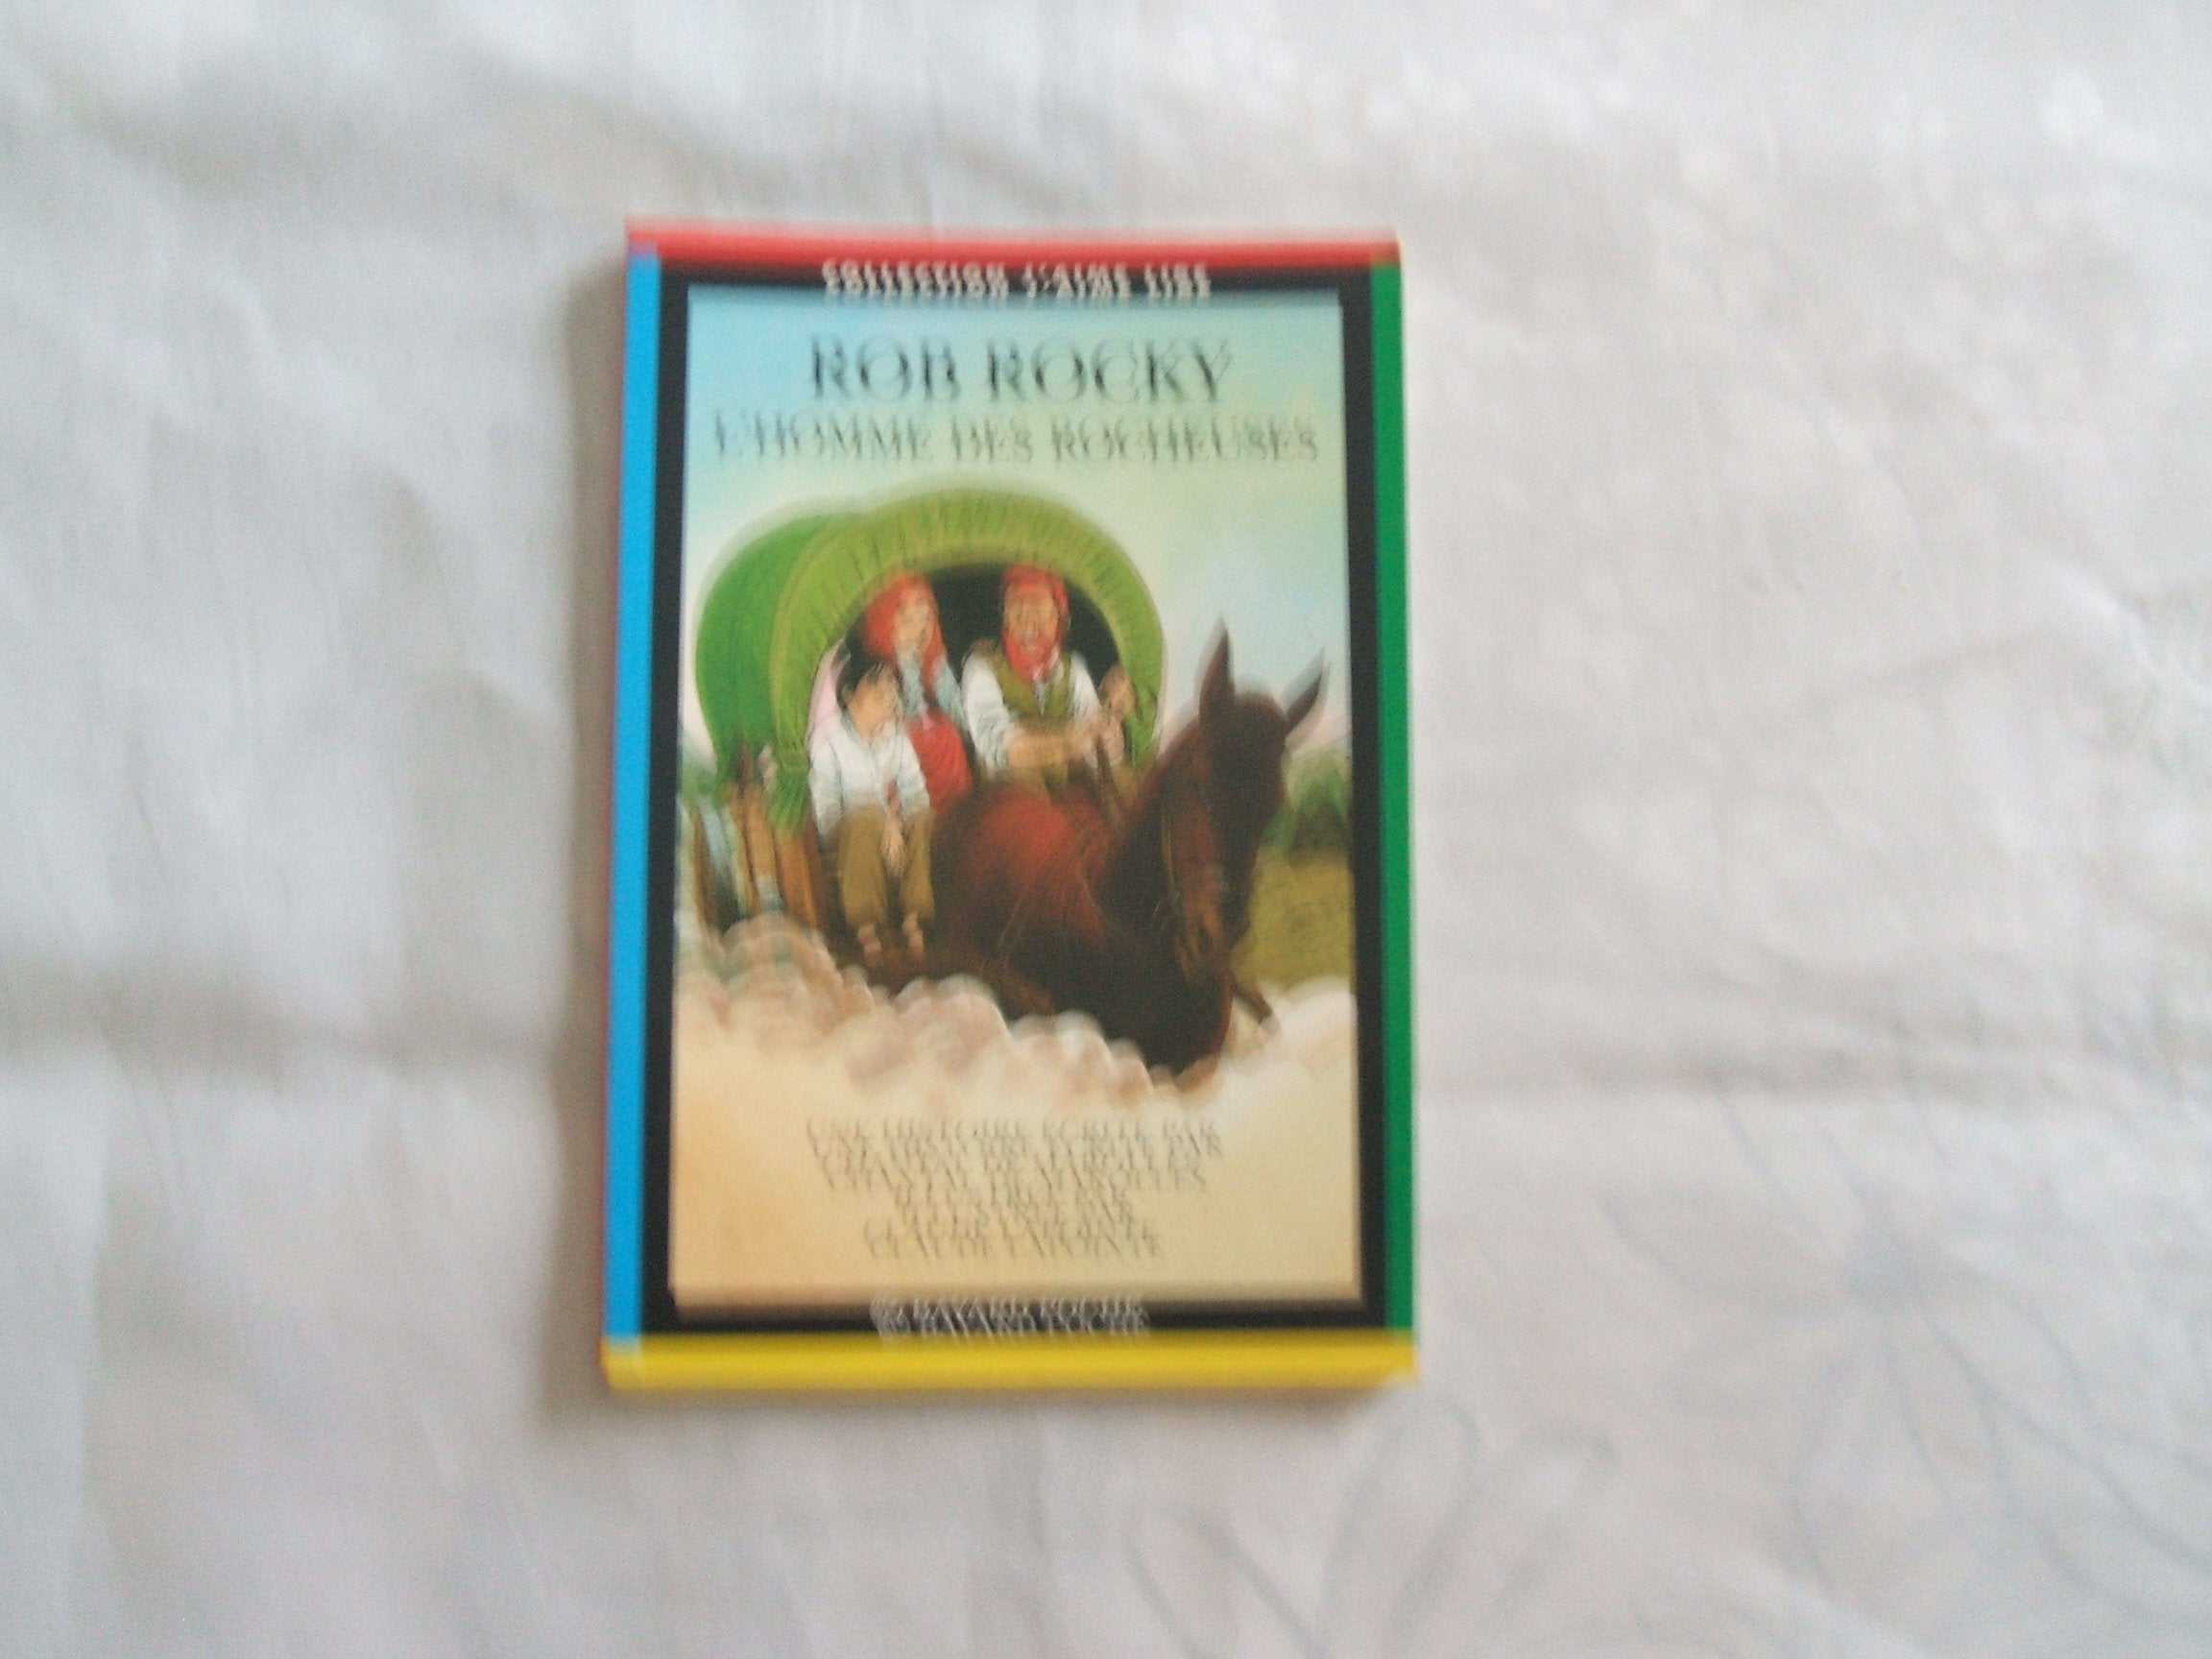 COLLECTION J'AIME LIRE
ROB ROCKY
L'HOMME DES ROCHEUSES
UNE HISTOIRE ÉCRITE PAR
CHANTAL DE MAROLLES
ILLUSTRÉE PAR
CLAUDE LAPOINTE
BAYARD POCHE